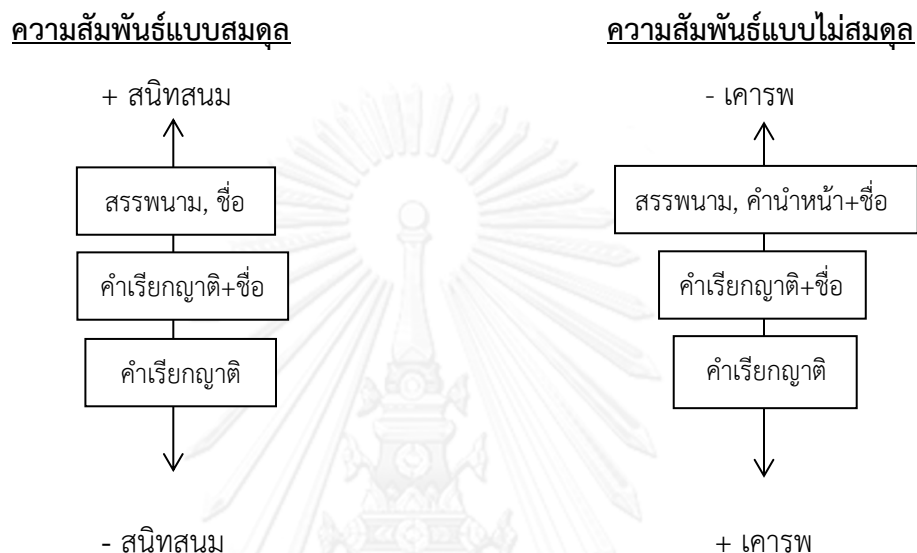 ความสัมพันธ์แบบสมดุล
ความสัมพันธ์แบบไม่สมดุล
+ สนิทสนม
- เคารพ
สรรพนาม, ชื่อ
สรรพนาม, คำนำหน้า+ชื่อ
คำเรียกญาติ+ชื่อ
คำเรียกญาติ+ชื่อ
คำเรียกญาติ
คำเรียกญาติ
- สนิทสนม
+ เคารพ